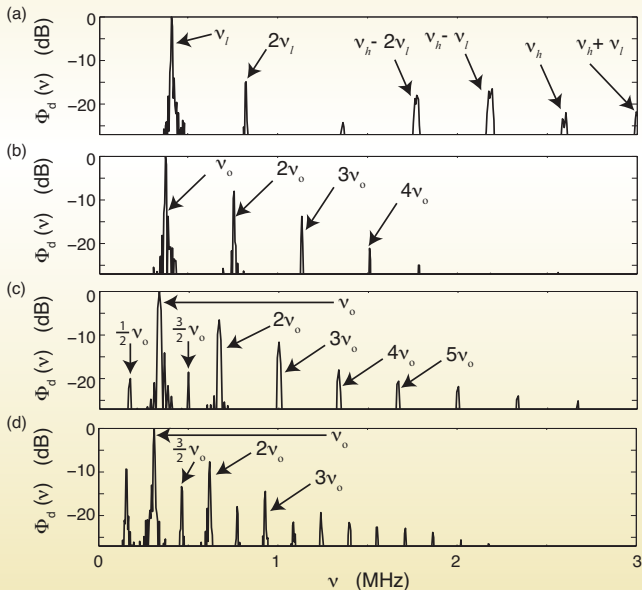 (a)
0
−10
−20
Φd (ν) (dB)
νl
2νl
νh- 2νl
νh- νl
νh
νh+ νl
(b)
0
−10
−20
Φd (ν) (dB)
νo
2νo
3νo
4νo
(c)
0
−10
−20
Φd (ν) (dB)
1/2 νo
3/2 νo
νo
2νo
3νo
4νo
5νo
(d)
0
−10
−20
Φd (ν) (dB)
νo
3/2 νo
2νo
3νo
0 1 2 3
ν (MHz)